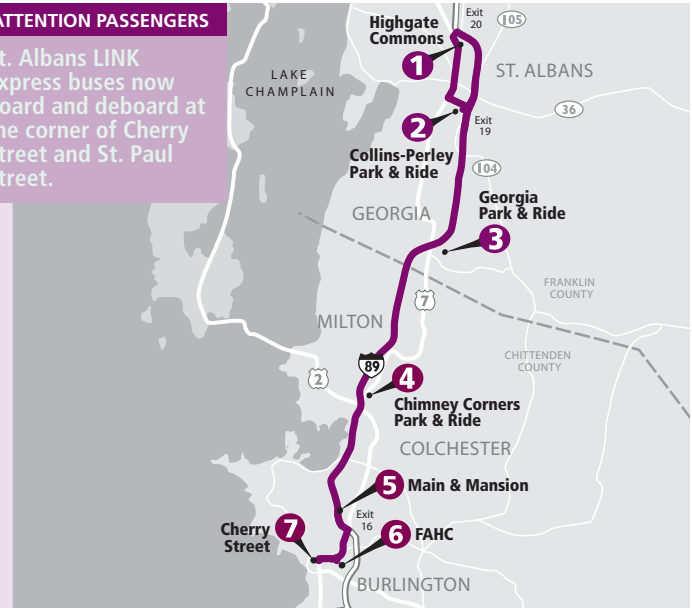 ATTENTION PASSENGERS
t. Albans LINK
xpress buses now
oard and deboard at
he corner of Cherry
treet and St. Paul
treet.
LAKE
CHAMPLAIN
Highgate
Commons
1
Exit
20
105
ST. ALBANS
36
2
Exit
19
Collins-Perley
Park & Ride
104
GEORGIA
Georgia
Park & Ride
3
FRANKLIN
COUNTY
7
MILTON
CHITTENDEN
COUNTY
89
2
4
Chimney Corners
Park & Ride
COLCHESTER
5 Main & Mansion
Exit
16
Cherry
Street
7
6 FAHC
BURLINGTON